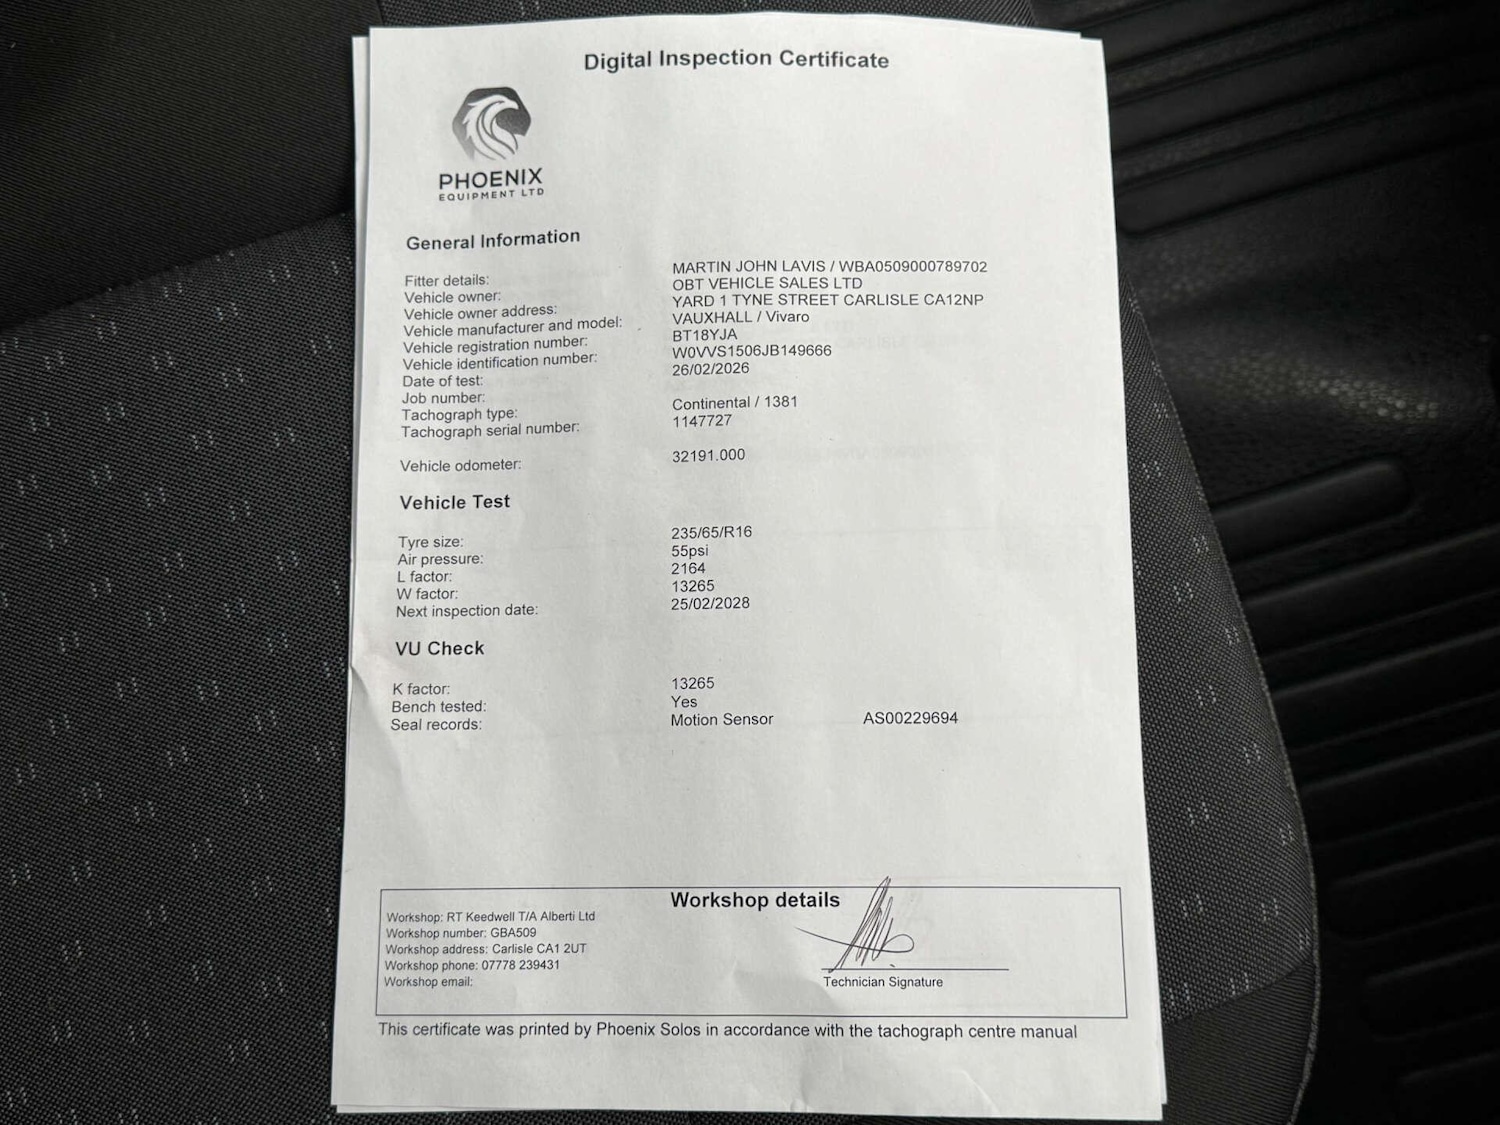 Digital Inspection Certificate
PHOENIX
EQUIPMENT LTD
General Information
Fitter details: MARTIN JOHN LAVIS / WBA0509000789702
Vehicle owner: OBT VEHICLE SALES LTD
Vehicle owner address: YARD 1 TYNE STREET CARLISLE CA12NP
Vehicle manufacturer and model: VAUXHALL / Vivaro
Vehicle registration number: BT18YJA
Vehicle identification number: W0VVS1506JB149666
Date of test: 26/02/2026
Job number:
Tachograph type: Continental / 1381
Tachograph serial number: 1147727
Vehicle odometer: 32191.000
Vehicle Test
Tyre size: 235/65/R16
Air pressure: 55psi
L factor: 2164
W factor: 13265
Next inspection date: 25/02/2028
VU Check
K factor: 13265
Bench tested: Yes
Seal records: Motion Sensor AS00229694
Workshop details
Workshop: RT Keedwell T/A Alberti Ltd
Workshop number: GBA509
Workshop address: Carlisle CA1 2UT
Workshop phone: 07778 239431
Workshop email:
Technician Signature
This certificate was printed by Phoenix Solos in accordance with the tachograph centre manual